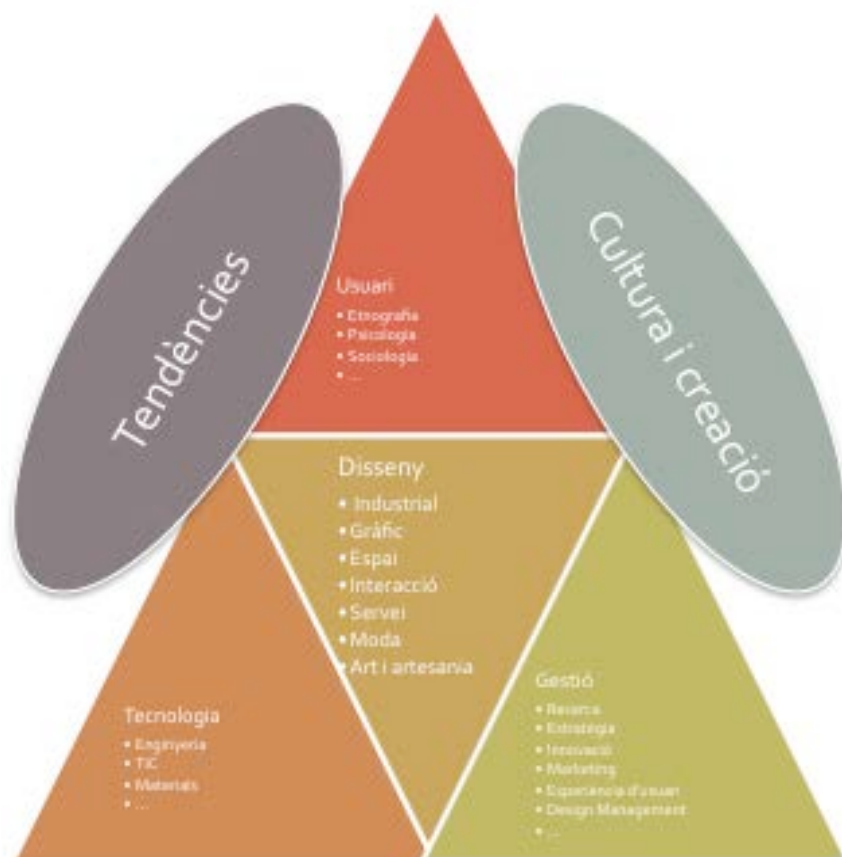 Tendències
Cultura i creació
Usuari
• Etnografia
• Psicologia
• Sociologia
• ...
Disseny
• Industrial
• Gràfic
• Espai
• Interacció
• Servei
• Moda
• Art i artesania
Tecnologia
• Enginyeria
• TIC
• Materials
• ...
Gestió
• Recerca
• Estratègia
• Innovació
• Marketing
• Experiència d'usuari
• Design Management
• ...